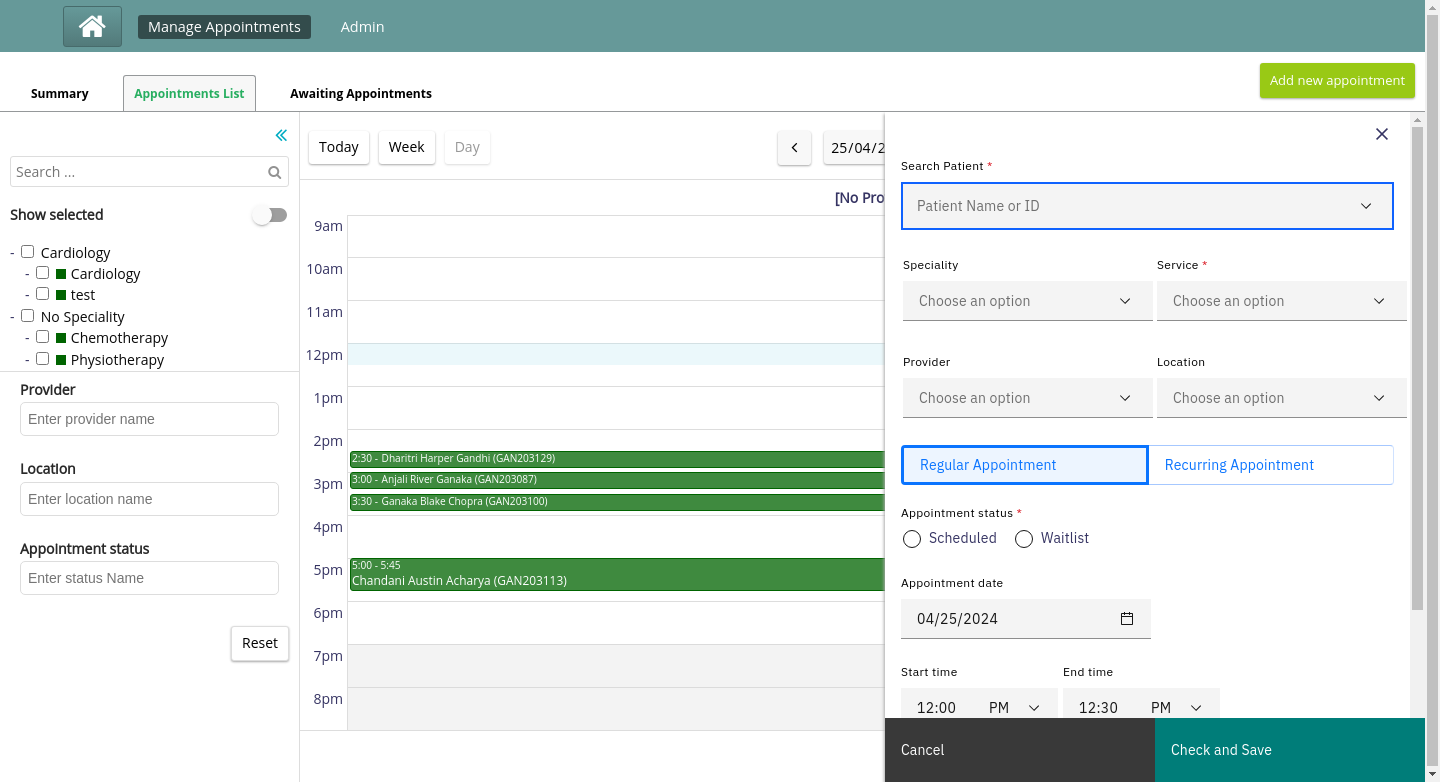 Manage Appointments
Admin
Summary
Appointments List
Awaiting Appointments
Add new appointment
Search ...
Show selected
- Cardiology
- Cardiology
- test
- No Speciality
- Chemotherapy
- Physiotherapy
Provider
Enter provider name
Location
Enter location name
Appointment status
Enter status Name
Reset
Today
Week
Day
25/04/2
[No Pro
9am
10am
11am
12pm
1pm
2pm
2:30 - Dharitri Harper Gandhi (GAN203129)
3:00 - Anjali River Ganaka (GAN203087)
3pm
3:30 - Ganaka Blake Chopra (GAN203100)
4pm
5pm
5:00 - 5:45
Chandani Austin Acharya (GAN203113)
6pm
7pm
8pm
Search Patient *
Patient Name or ID
Speciality
Service *
Choose an option
Choose an option
Provider
Location
Choose an option
Choose an option
Regular Appointment
Recurring Appointment
Appointment status *
Scheduled
Waitlist
Appointment date
04/25/2024
Start time
End time
12:00 PM
12:30 PM
Cancel
Check and Save